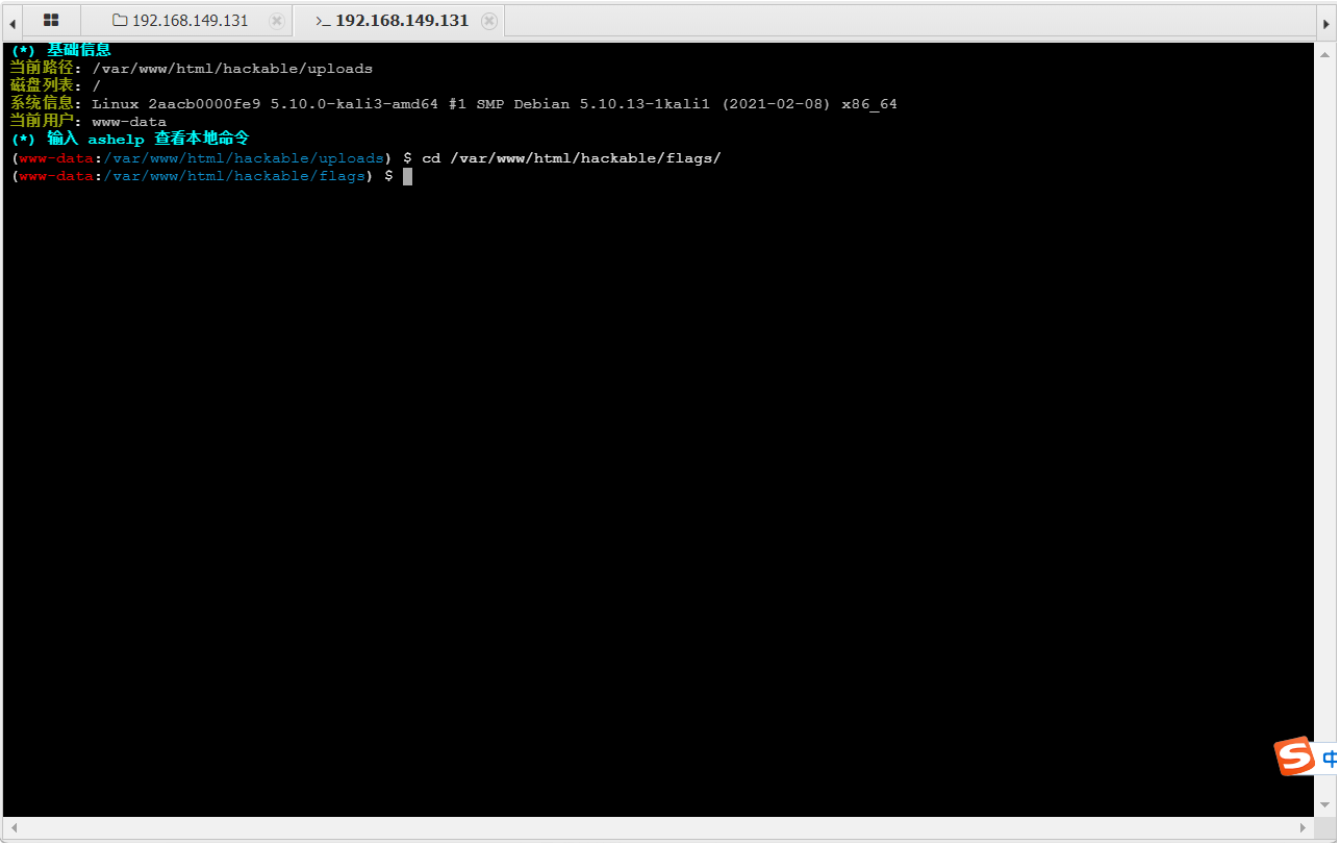 192.168.149.131 >_ 192.168.149.131
(*) 基础信息
当前路径: /var/www/html/hackable/uploads
磁盘列表: /
系统信息: Linux 2aacb0000fe9 5.10.0-kali3-amd64 #1 SMP Debian 5.10.13-1kali1 (2021-02-08) x86_64
当前用户: www-data
(*) 输入 ashelp 查看本地命令
(www-data:/var/www/html/hackable/uploads) $ cd /var/www/html/hackable/flags/
(www-data:/var/www/html/hackable/flags) $
S 中